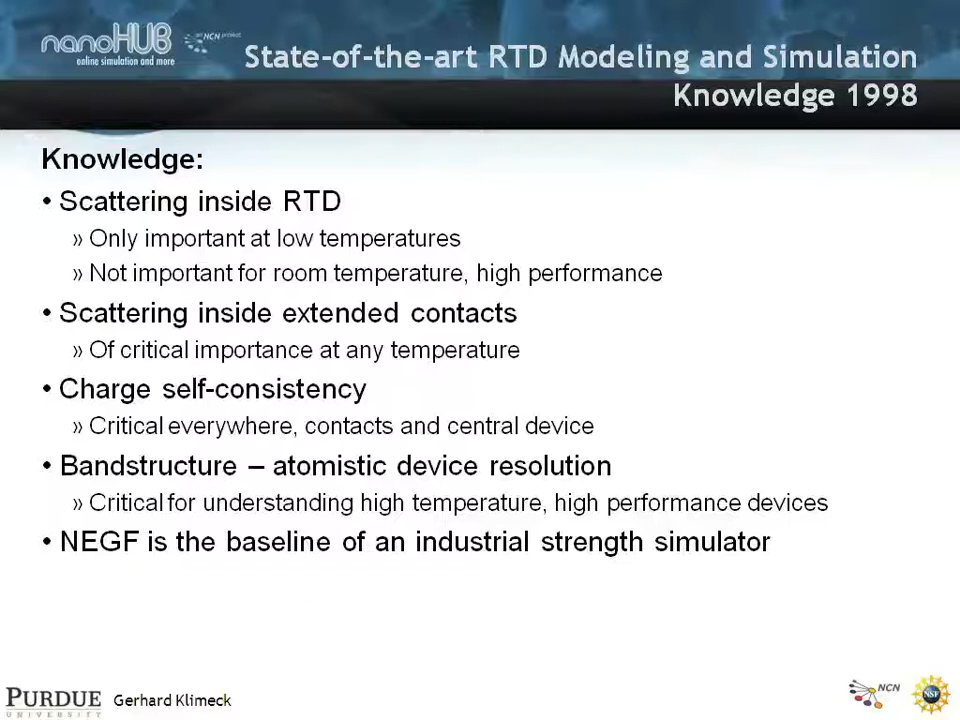 nanoHUB
an NCN project
online simulation and more
State-of-the-art RTD Modeling and Simulation
Knowledge 1998
Knowledge:
• Scattering inside RTD
» Only important at low temperatures
» Not important for room temperature, high performance
• Scattering inside extended contacts
» Of critical importance at any temperature
• Charge self-consistency
» Critical everywhere, contacts and central device
• Bandstructure – atomistic device resolution
» Critical for understanding high temperature, high performance devices
• NEGF is the baseline of an industrial strength simulator
PURDUE
UNIVERSITY
Gerhard Klimeck
NCN
NSF